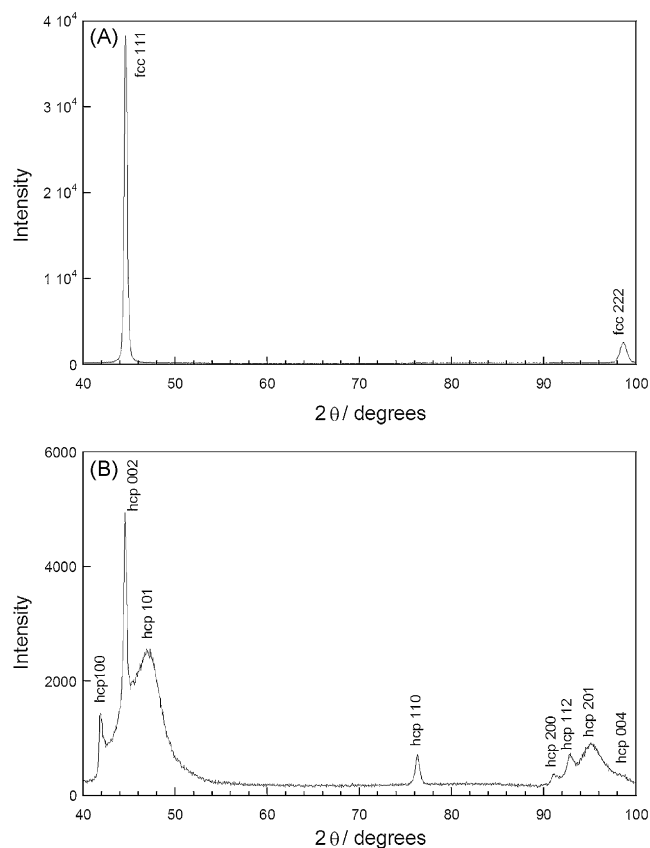 (A)
4 10⁴
3 10⁴
2 10⁴
1 10⁴
0
Intensity
fcc 111
fcc 222
40 50 60 70 80 90 100
2 θ / degrees
(B)
6000
4000
2000
0
Intensity
hcp100
hcp 002
hcp 101
hcp 110
hcp 200
hcp 112
hcp 201
hcp 004
40 50 60 70 80 90 100
2 θ / degrees